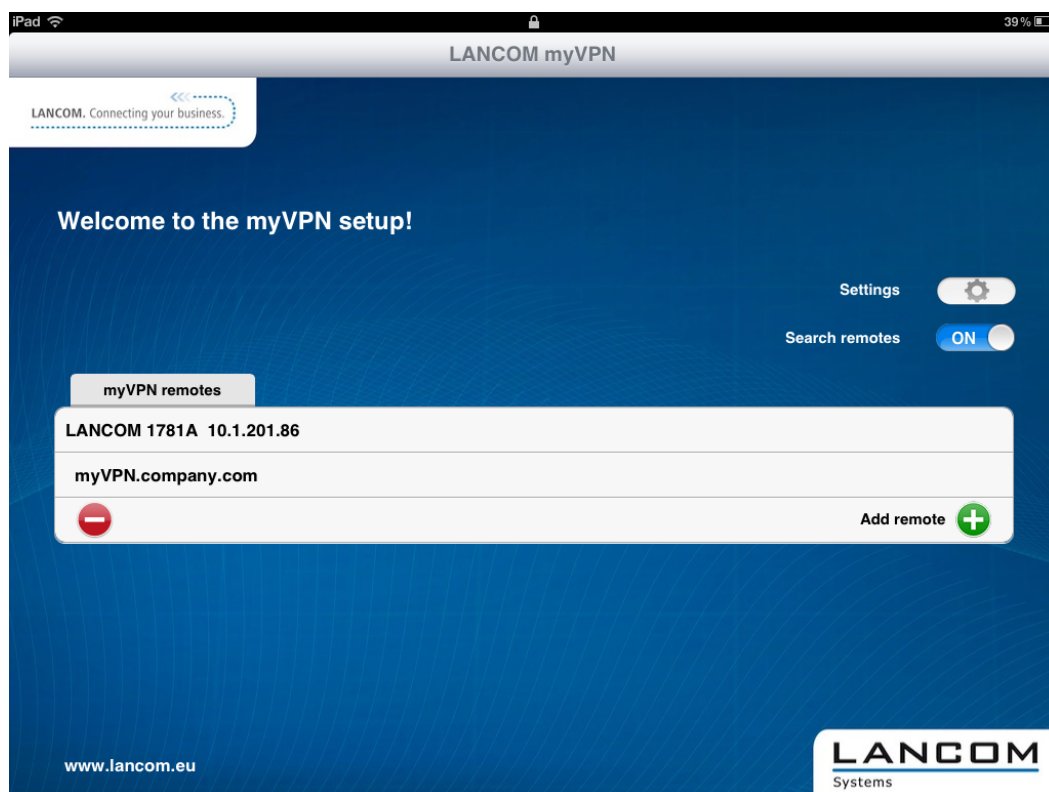 iPad 39%
LANCOM myVPN
LANCOM. Connecting your business.
Welcome to the myVPN setup!
Settings
Search remotes ON
myVPN remotes
LANCOM 1781A 10.1.201.86
myVPN.company.com
Add remote
www.lancom.eu
LANCOM
Systems